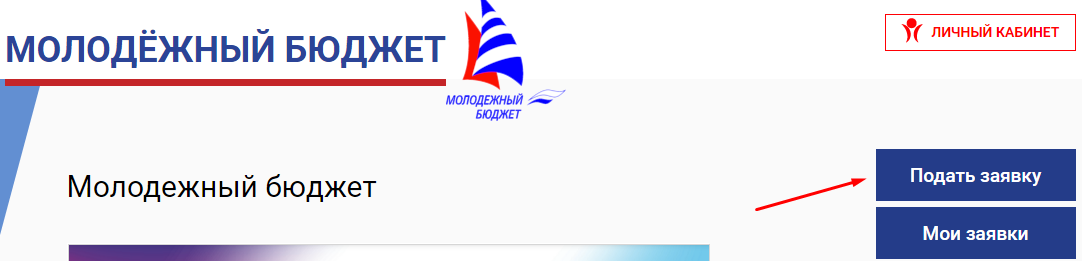 МОЛОДЁЖНЫЙ БЮДЖЕТ
МОЛОДЕЖНЫЙ
БЮДЖЕТ
ЛИЧНЫЙ КАБИНЕТ
Молодежный бюджет
Подать заявку
Мои заявки